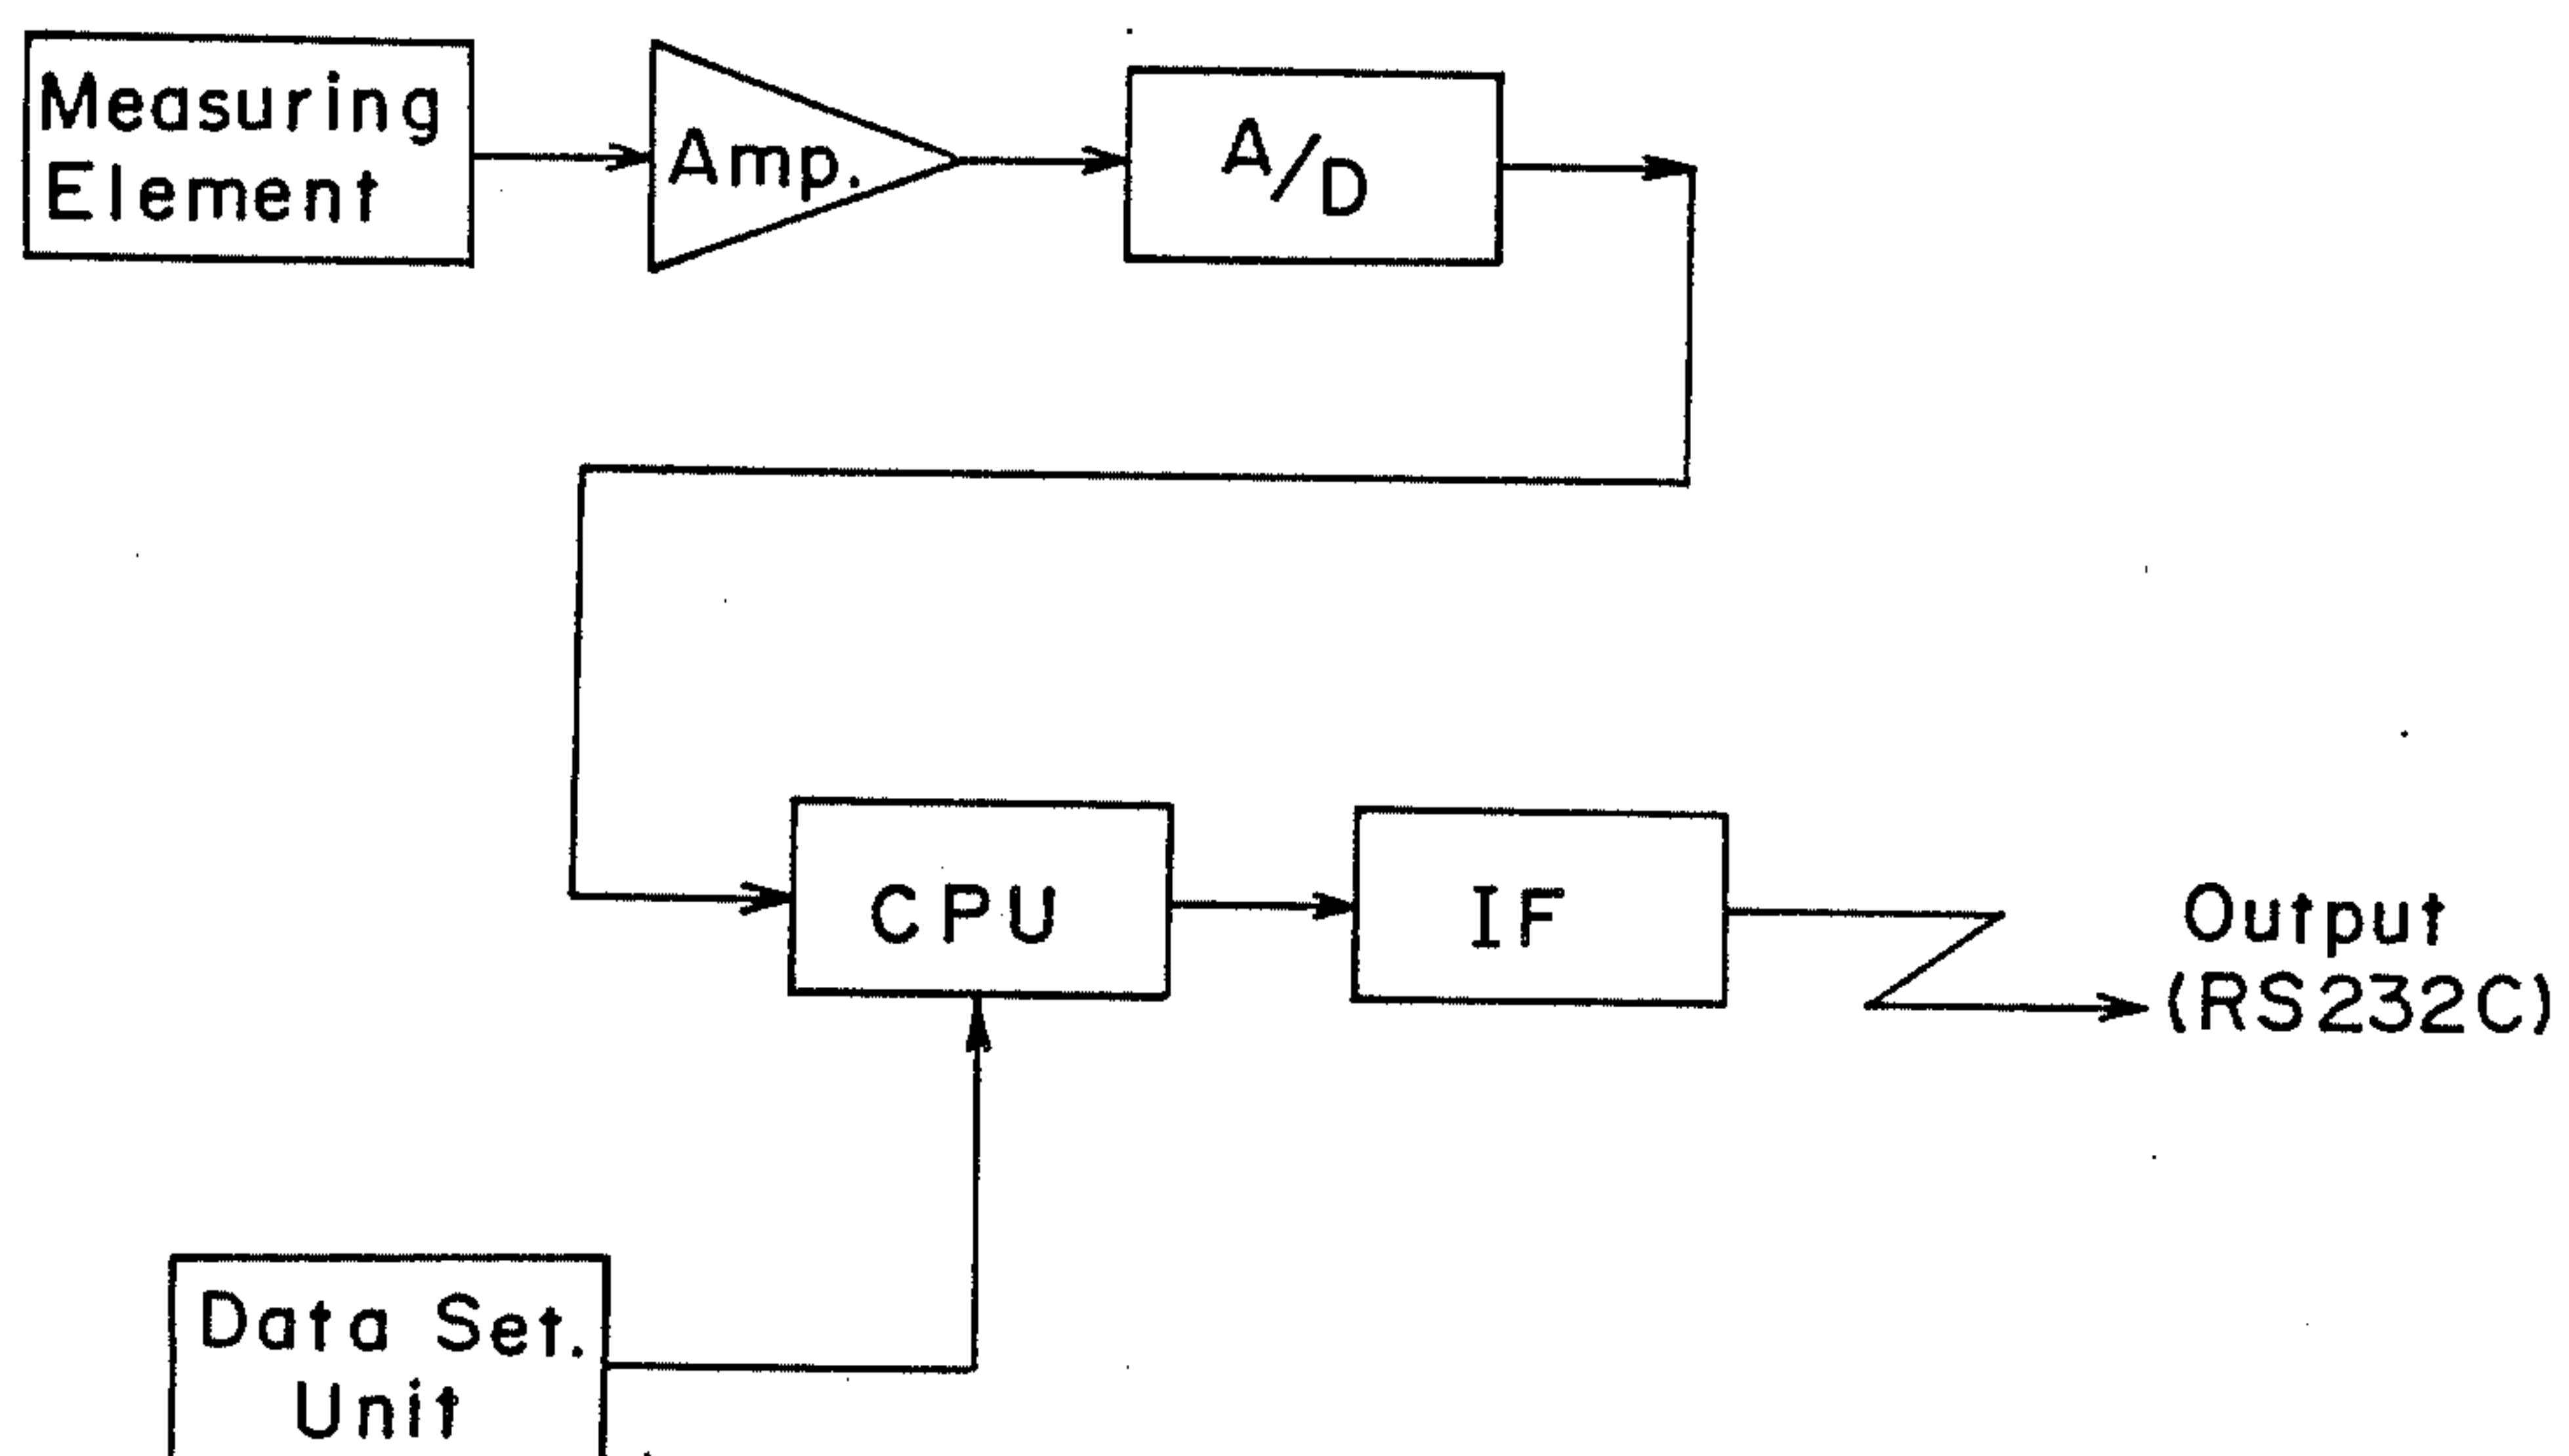 Measuring
Element
Amp.
A/D
CPU
IF
Output
(RS232C)
Data Set.
Unit